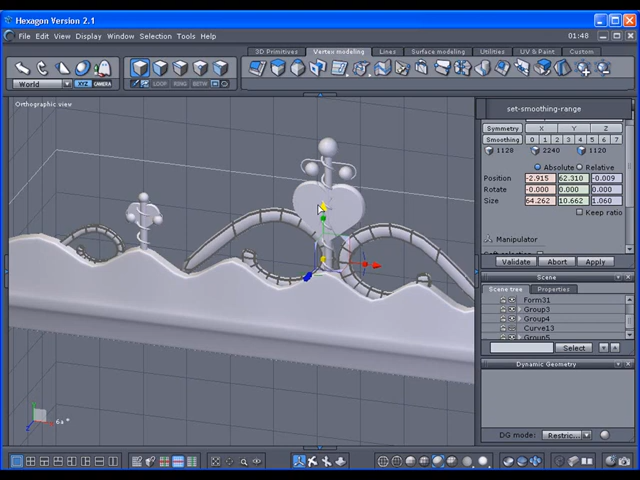 Hexagon Version 2.1
File Edit View Display Window Selection Tools Help
01:48
3D Primitives Vertex modeling Lines Surface modeling Utilities UV & Paint Custom
World XYZ CAMERA LOOP RING BETW
Orthographic view
set-smoothing-range
Symmetry X Y Z
Smoothing 0 1 2 3 4 5 6 7
1128 2240 1120
Absolute Relative
Position -2.915 62.310 -0.009
Rotate -0.000 0.000 0.000
Size 64.262 10.662 1.060
Keep ratio
Manipulator
Validate Abort Apply
Scene
Scene tree Properties
Form31
Group3
Group4
Curve13
Group5
Select
Dynamic Geometry
DG mode: Restric...
Y
Z